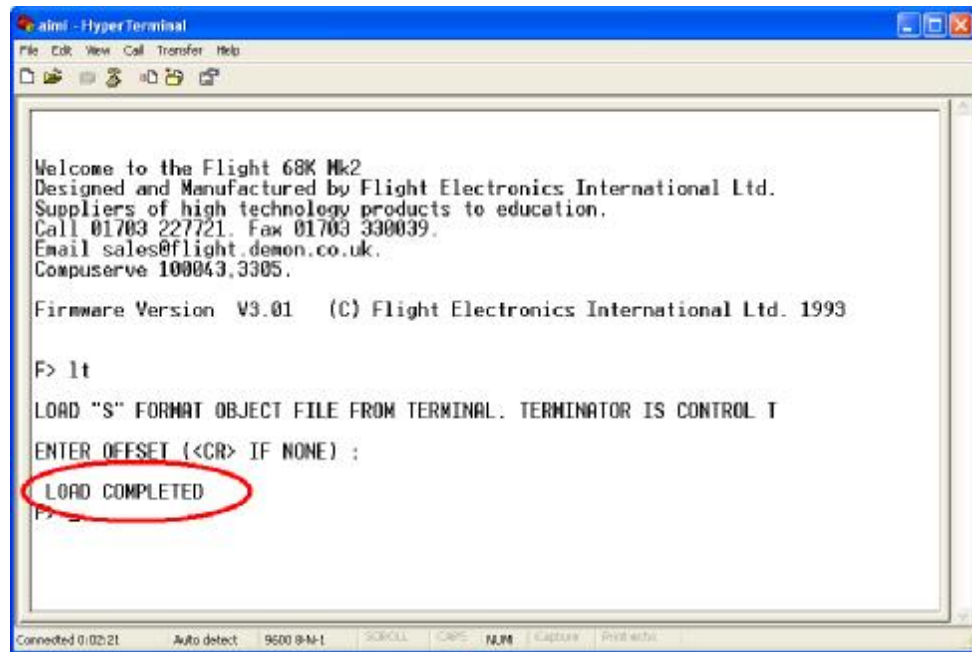 aimi - HyperTerminal
File Edit View Call Transfer Help
Welcome to the Flight 68K Mk2
Designed and Manufactured by Flight Electronics International Ltd.
Suppliers of high technology products to education.
Call 01703 227721. Fax 01703 330039.
Email sales@flight.demon.co.uk.
Compuserve 100043,3305.
Firmware Version V3.01 (C) Flight Electronics International Ltd. 1993
F> lt
LOAD "S" FORMAT OBJECT FILE FROM TERMINAL. TERMINATOR IS CONTROL T
ENTER OFFSET (<CR> IF NONE) :
LOAD COMPLETED
F> _
Connected 0:02:21 Auto detect 9600 8-N-1 SCROLL CAPS NUM Capture Print echo